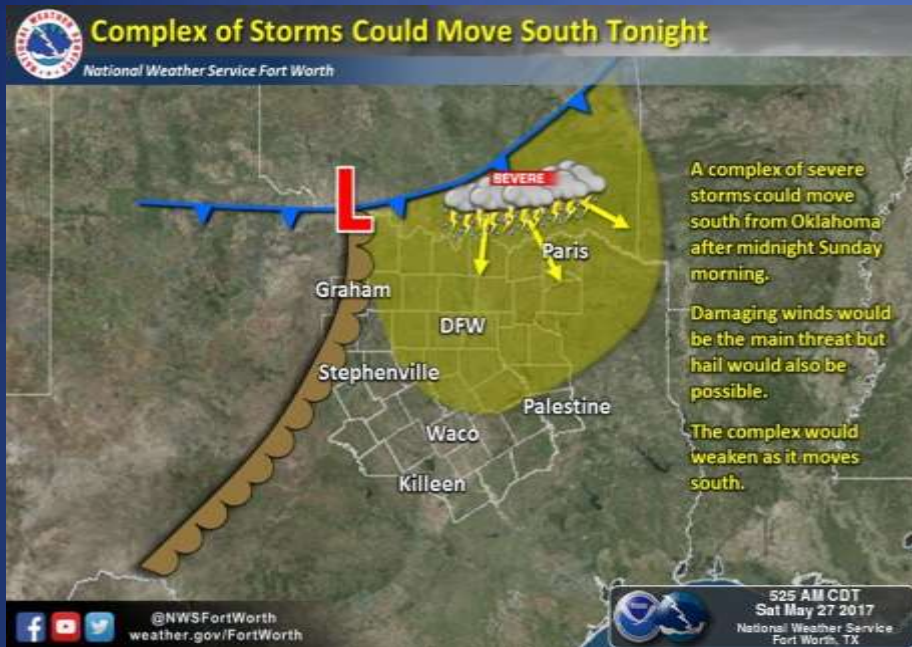 Complex of Storms Could Move South Tonight
National Weather Service Fort Worth
NATIONAL WEATHER SERVICE
SEVERE
L
Paris
Graham
DFW
Stephenville
Palestine
Waco
Killeen
A complex of severe
storms could move
south from Oklahoma
after midnight Sunday
morning.
Damaging winds would
be the main threat but
hail would also be
possible.
The complex would
weaken as it moves
south.
@NWSFortWorth
weather.gov/FortWorth
525 AM CDT
Sat May 27 2017
National Weather Service
Fort Worth, TX